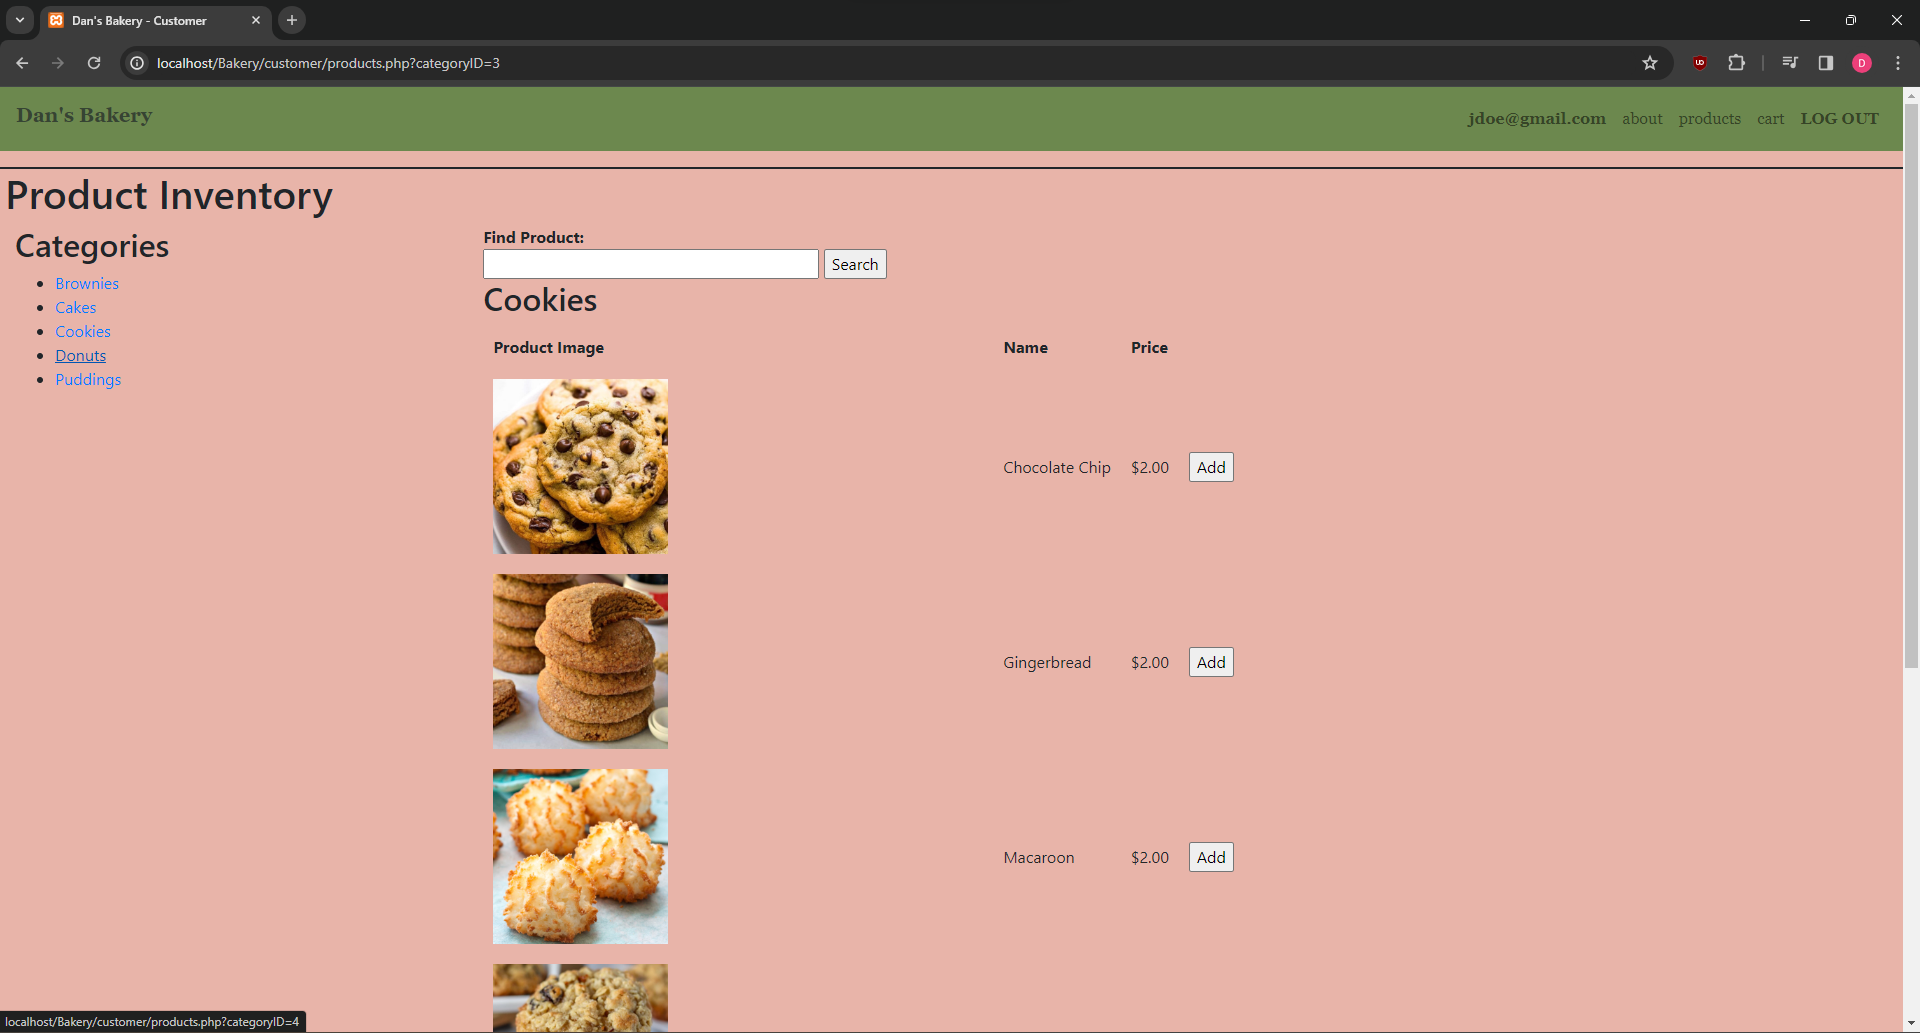 Dan's Bakery - Customer
localhost/Bakery/customer/products.php?categoryID=3
UD
D
Dan's Bakery
jdoe@gmail.com about products cart LOG OUT
Product Inventory
Categories
Brownies
Cakes
Cookies
Donuts
Puddings
Find Product:
Search
Cookies
Product Image Name Price
Chocolate Chip $2.00 Add
Gingerbread $2.00 Add
Macaroon $2.00 Add
localhost/Bakery/customer/products.php?categoryID=4